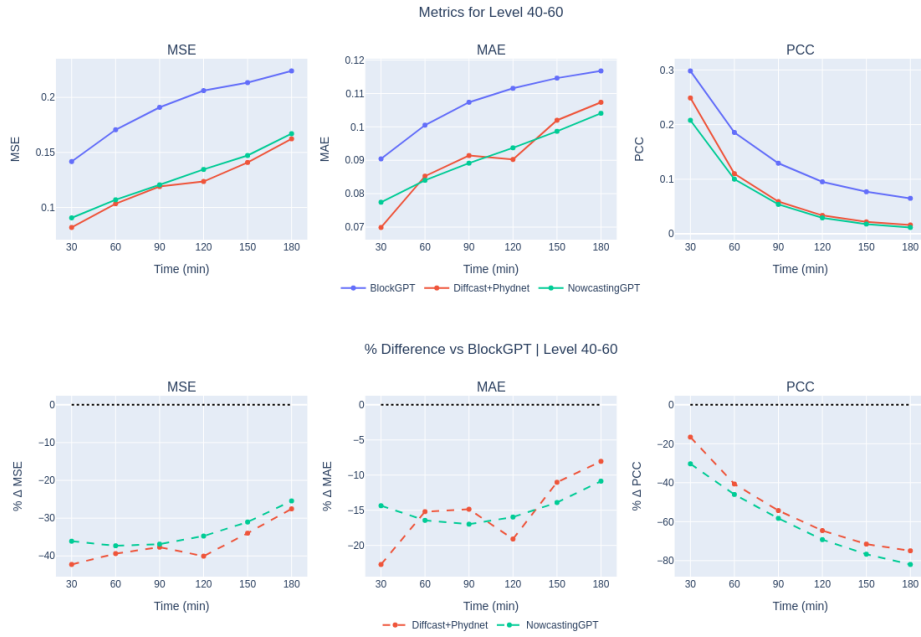 Metrics for Level 40-60
MSE
MAE
PCC
0.2
0.15
0.1
MSE
30 60 90 120 150 180
Time (min)
0.12
0.11
0.1
0.09
0.08
0.07
MAE
30 60 90 120 150 180
Time (min)
0.3
0.2
0.1
0
PCC
30 60 90 120 150 180
Time (min)
BlockGPT Diffcast+Phydnet NowcastingGPT
% Difference vs BlockGPT | Level 40-60
MSE
MAE
PCC
0
−10
−20
−30
−40
% Δ MSE
30 60 90 120 150 180
Time (min)
0
−5
−10
−15
−20
% Δ MAE
30 60 90 120 150 180
Time (min)
0
−20
−40
−60
−80
% Δ PCC
30 60 90 120 150 180
Time (min)
Diffcast+Phydnet NowcastingGPT